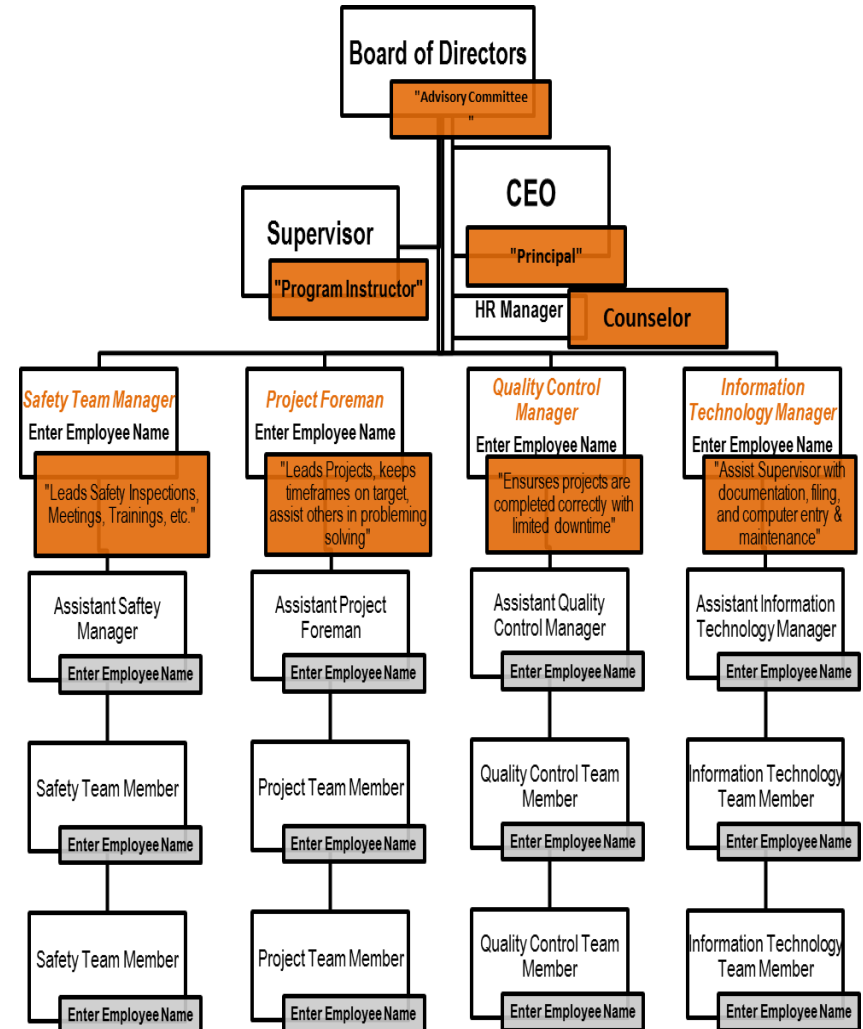 Board of Directors
"Advisory Committee
"
CEO
"Principal"
Supervisor
"Program Instructor"
HR Manager
Counselor
Safety Team Manager
Enter Employee Name
"Leads Safety Inspections,
Meetings, Trainings, etc."
Project Foreman
Enter Employee Name
"Leads Projects, keeps
timeframes on target,
assist others in probleming
solving"
Quality Control
Manager
Enter Employee Name
"Ensurses projects are
completed correctly with
limited downtime"
Information
Technology Manager
Enter Employee Name
"Assist Supervisor with
documentation, filing,
and computer entry &
maintenance"
Assistant Saftey
Manager
Enter Employee Name
Assistant Project
Foreman
Enter Employee Name
Assistant Quality
Control Manager
Enter Employee Name
Assistant Information
Technology Manager
Enter Employee Name
Safety Team Member
Enter Employee Name
Project Team Member
Enter Employee Name
Quality Control Team
Member
Enter Employee Name
Information Technology
Team Member
Enter Employee Name
Safety Team Member
Enter Employee Name
Project Team Member
Enter Employee Name
Quality Control Team
Member
Enter Employee Name
Information Technology
Team Member
Enter Employee Name